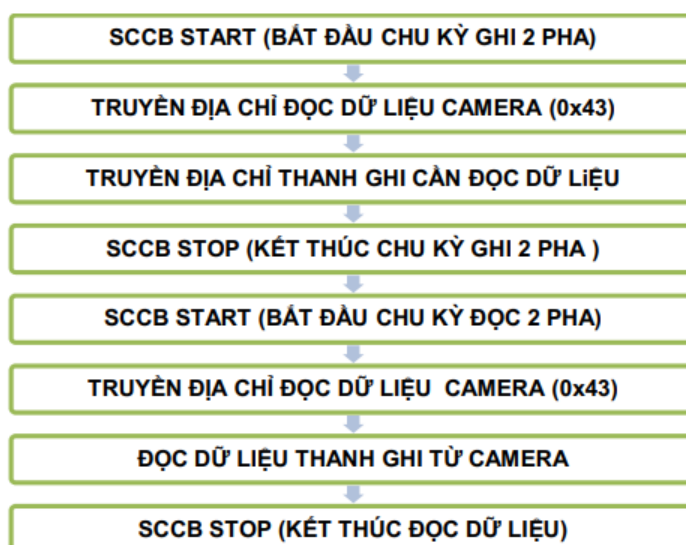 SCCB START (BẮT ĐẦU CHU KỲ GHI 2 PHA)
TRUYỀN ĐỊA CHỈ ĐỌC DỮ LIỆU CAMERA (0x43)
TRUYỀN ĐỊA CHỈ THANH GHI CẦN ĐỌC DỮ LiỆU
SCCB STOP (KẾT THÚC CHU KỲ GHI 2 PHA )
SCCB START (BẮT ĐẦU CHU KỲ ĐỌC 2 PHA)
TRUYỀN ĐỊA CHỈ ĐỌC DỮ LIỆU CAMERA (0x43)
ĐỌC DỮ LIỆU THANH GHI TỪ CAMERA
SCCB STOP (KẾT THÚC ĐỌC DỮ LIỆU)